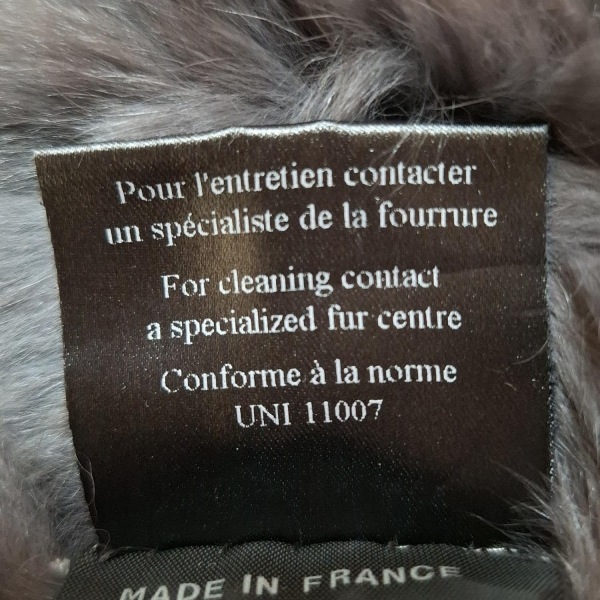 Pour l'entretien contacter
un spécialiste de la fourrure
For cleaning contact
a specialized fur centre
Conforme à la norme
UNI 11007
MADE IN FRANCE